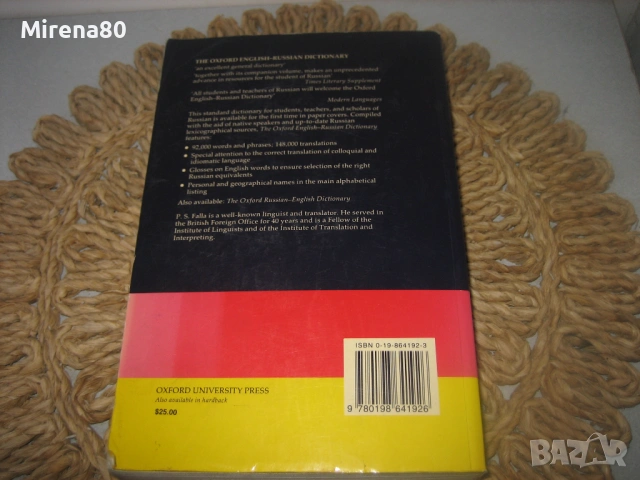 Mirena80
THE OXFORD ENGLISH–RUSSIAN DICTIONARY
'an excellent general dictionary'
'together with its companion volume, makes an unprecedented
advance in resources for the student of Russian'
Times Literary Supplement
'All students and teachers of Russian will welcome the Oxford
English–Russian Dictionary'
Modern Languages
This standard dictionary for students, teachers, and scholars of
Russian is available for the first time in paper covers. Compiled
with the aid of native speakers and up-to-date Russian
lexicographical sources, The Oxford English–Russian Dictionary
features:
• 92,000 words and phrases, 148,000 translations
• Special attention to the correct translation of colloquial and
idiomatic language
• Glosses on English words to ensure selection of the right
Russian equivalents
• Personal and geographical names in the main alphabetical
listing
Also available: The Oxford Russian–English Dictionary
P. S. Falla is a well-known linguist and translator. He served in
the British Foreign Office for 40 years and is a Fellow of the
Institute of Linguists and of the Institute of Translation and
Interpreting.
ISBN 0-19-864192-3
9 780198 641926
OXFORD UNIVERSITY PRESS
Also available in hardback
$25.00
BAZAR